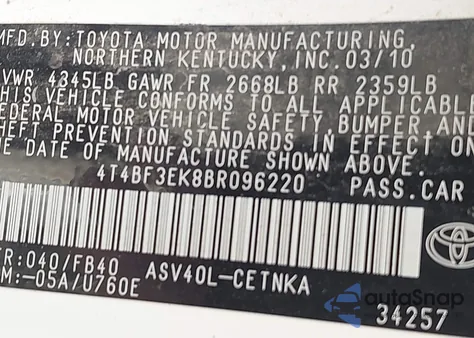 MFD. BY: TOYOTA MOTOR MANUFACTURING,
NORTHERN KENTUCKY, INC. 03/10
GVWR 4345LB GAWR FR 2668LB RR 2359LB
THIS VEHICLE CONFORMS TO ALL APPLICABLE
FEDERAL MOTOR VEHICLE SAFETY, BUMPER, AND
THEFT PREVENTION STANDARDS IN EFFECT ON
THE DATE OF MANUFACTURE SHOWN ABOVE.
4T4BF3EK8BR096220 PASS. CAR
TR: 040/FB40
TM:-05A/U760E
ASV40L-CETNKA
34257
autoSnap